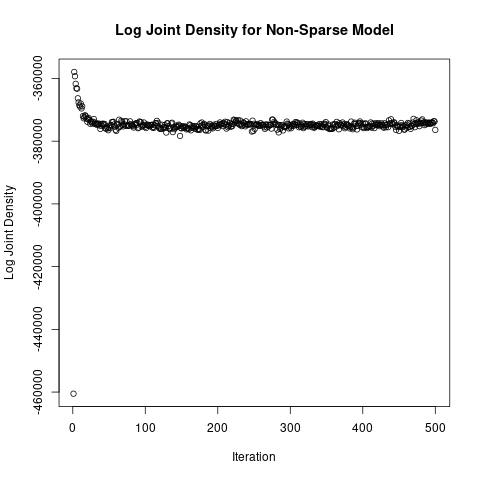 Log Joint Density for Non-Sparse Model
Log Joint Density
-360000
-380000
-400000
-420000
-440000
-460000
0 100 200 300 400 500
Iteration